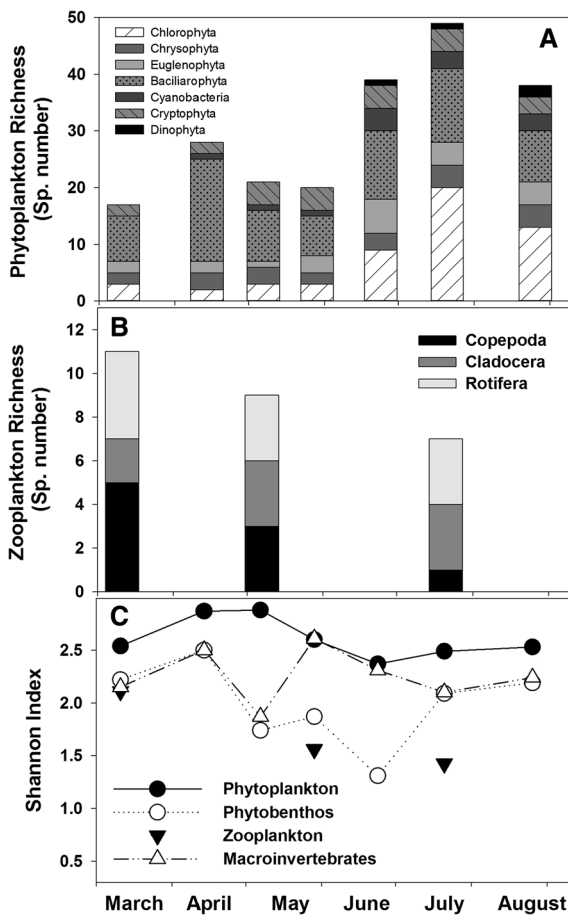 50
40
30
20
10
0
Phytoplankton Richness
(Sp. number)
Chlorophyta
Chrysophyta
Euglenophyta
Baciliarophyta
Cyanobacteria
Cryptophyta
Dinophyta
A
12
10
8
6
4
2
0
Zooplankton Richness
(Sp. number)
B
Copepoda
Cladocera
Rotifera
C
2.5
2.0
1.5
1.0
0.5
Shannon Index
Phytoplankton
Phytobenthos
Zooplankton
Macroinvertebrates
March April May June July August